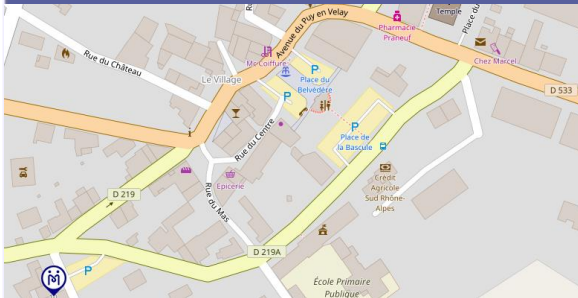 Temple
Place du
Avenue du Puy en Velay
Pharmacie
Praneuf
Rue du Château
Mc Coiffure
Le Village
P
Place du
Belvédère
P
Chez Marcel
D 533
P
Place de
la Bascule
Rue du Centre
Epicerie
Crédit
Agricole
Sud Rhône-
Alpes
D 219
Rue du Mas
D 219A
P
École Primaire
Publique